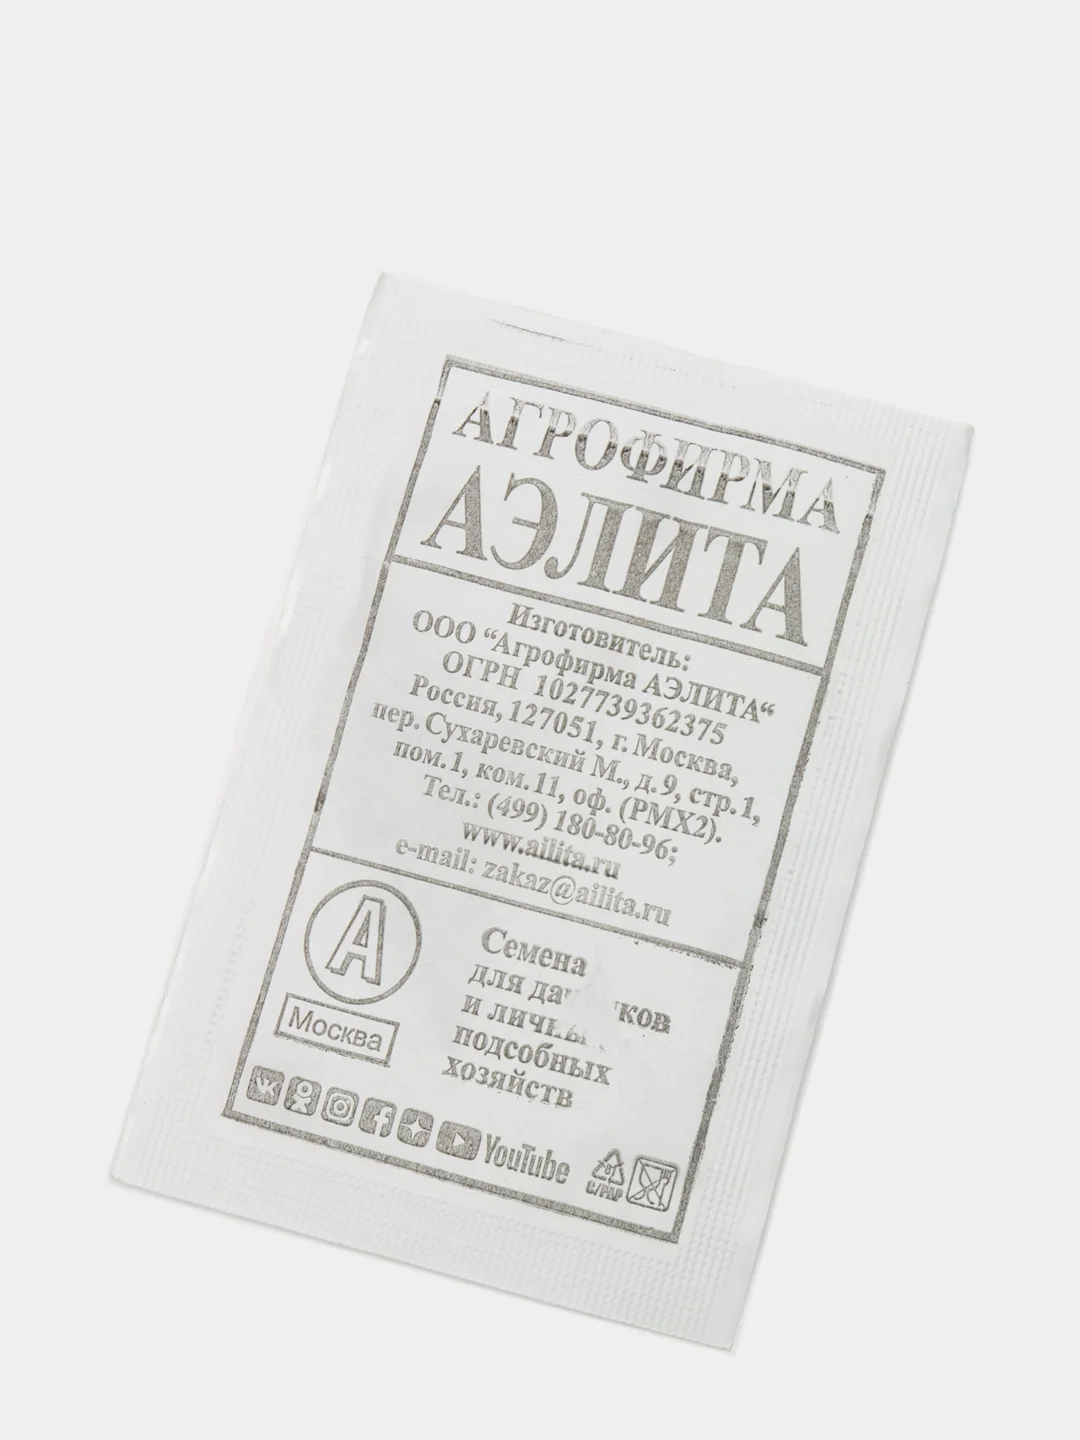 АГРОФИРМА
АЭЛИТА
Изготовитель:
ООО “Агрофирма АЭЛИТА“
ОГРН 1027739362375
Россия, 127051, г. Москва,
пер. Сухаревский М., д. 9, стр. 1,
пом. 1, ком. 11, оф. (РМХ2).
Тел.: (499) 180-80-96;
www.ailita.ru
e-mail: zakaz@ailita.ru
А
Москва
Семена
для
и
подсобных
хозяйств
YouTube
C/PAP